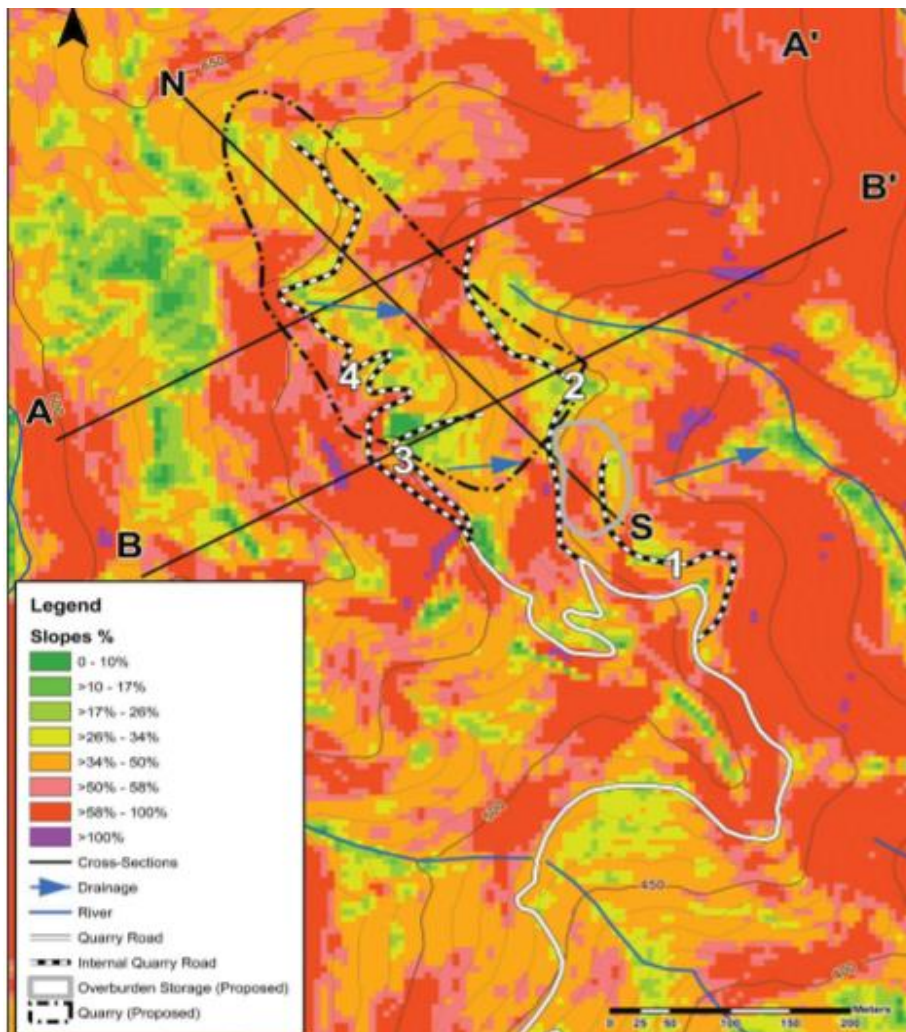 N
A'
B'
A
B
S
1
2
3
4
650
Legend
Slopes %
0 - 10%
>10 - 17%
>17% - 26%
>26% - 34%
>34% - 50%
>50% - 58%
>58% - 100%
>100%
Cross-Sections
Drainage
River
Quarry Road
Internal Quarry Road
Overburden Storage (Proposed)
Quarry (Proposed)
Meters
0 25 50 100 150 200